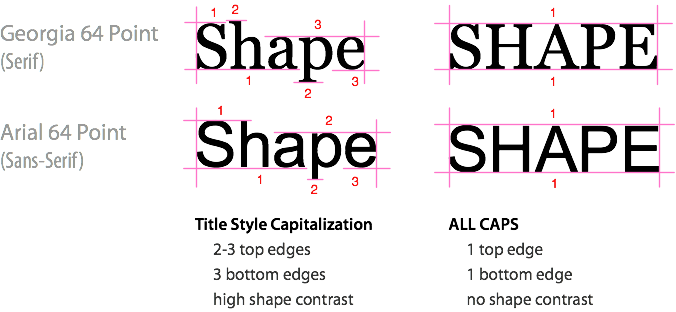 Georgia 64 Point
(Serif)
1 2 3
Shape
1 2 3
1
SHAPE
1
Arial 64 Point
(Sans-Serif)
1 2
Shape
1 2 3
1
SHAPE
1
Title Style Capitalization
2-3 top edges
3 bottom edges
high shape contrast
ALL CAPS
1 top edge
1 bottom edge
no shape contrast